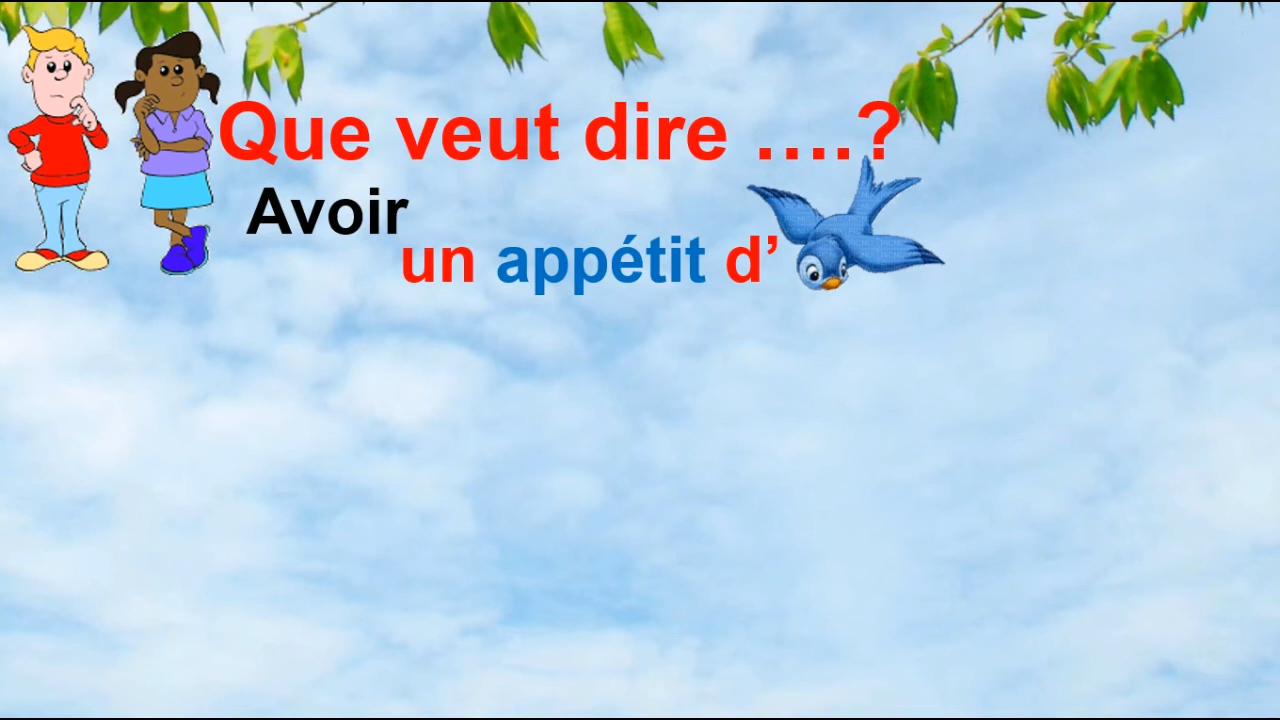 Que veut dire ….?
Avoir
un appétit d’